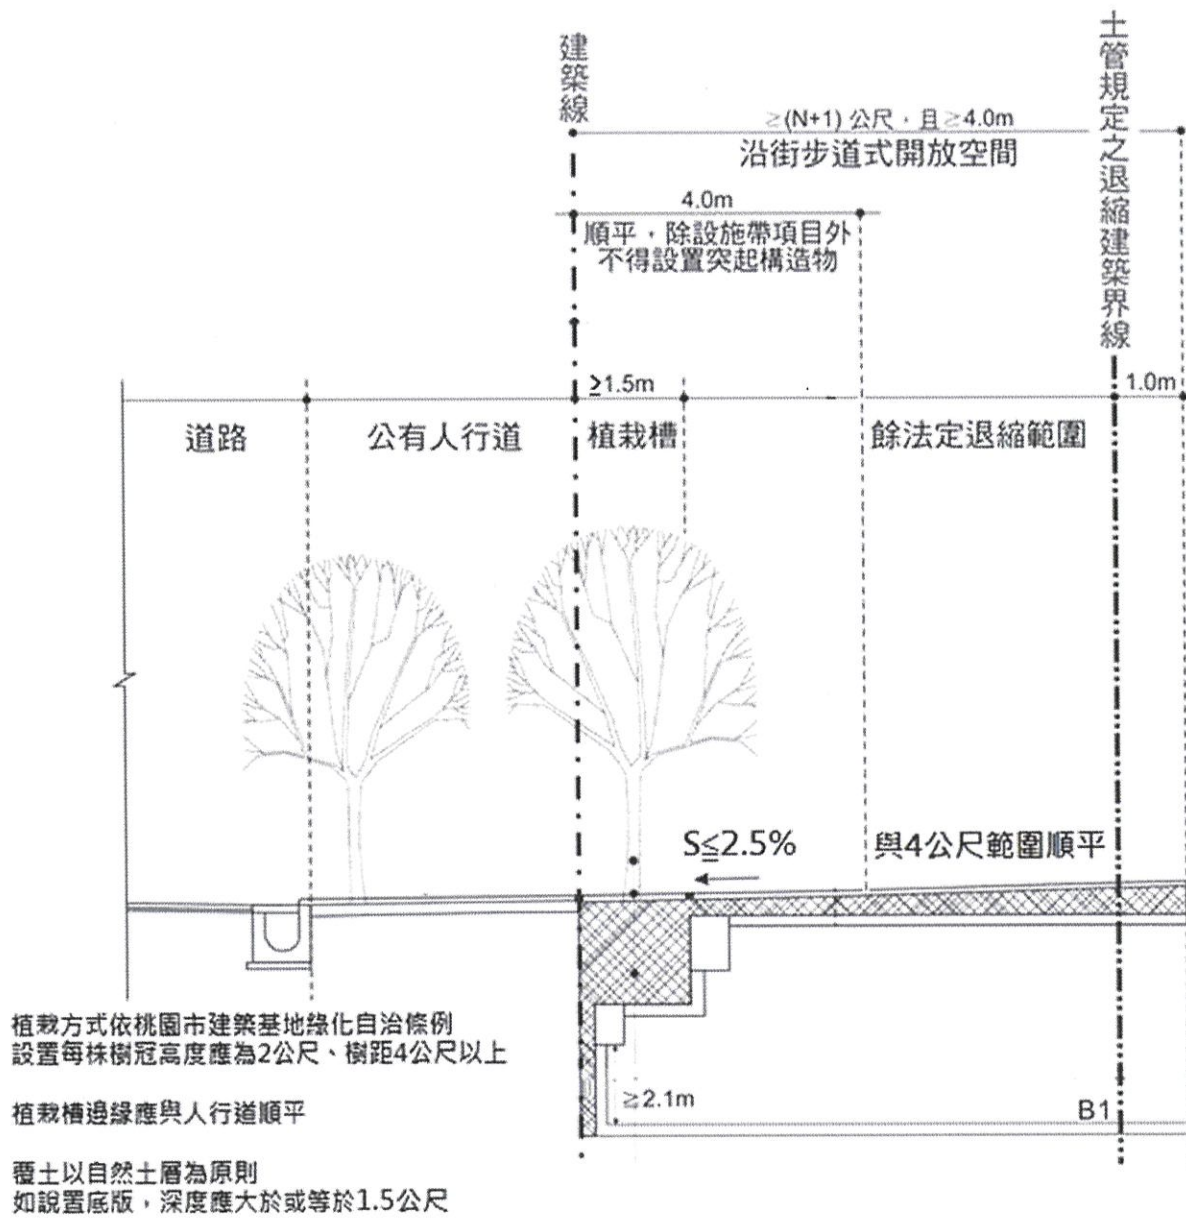 建築線
土管規定之退縮建築界線
≥(N+1) 公尺，且≥4.0m
沿街步道式開放空間
4.0m
順平，除設施帶項目外
不得設置突起構造物
≥1.5m
1.0m
道路
公有人行道
植栽槽
餘法定退縮範圍
S≦2.5%
與4公尺範圍順平
植栽方式依桃園市建築基地綠化自治條例
設置每株樹冠高度應為2公尺、樹距4公尺以上
植栽槽邊緣應與人行道順平
≥2.1m
B1
覆土以自然土層為原則
如說置底版，深度應大於或等於1.5公尺